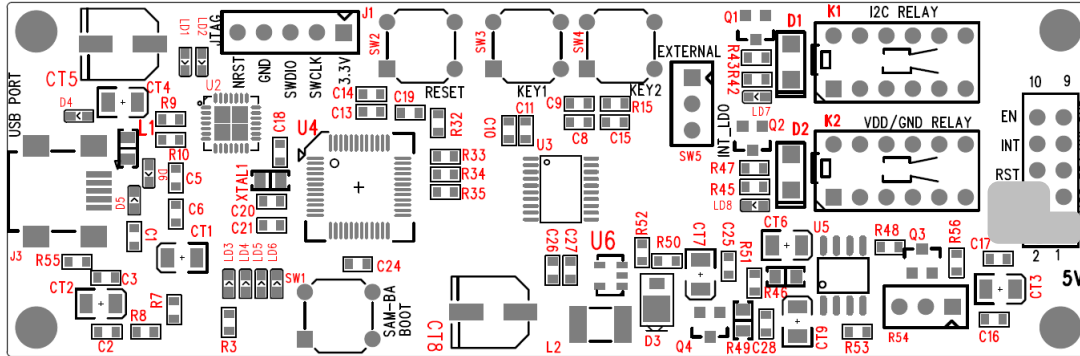 LD1
LD2
JTAG
J1
SW2
SW3
SW4
Q1
D1
K1
I2C RELAY
CT5
CT4
USB PORT
D4
L1
R9
R10
U2
NRST
GND
SWDIO
SWCLK
3.3V
C14
C13
C19
RESET
R32
KEY1
KEY2
C9
R15
C8
C15
C10
C11
EXTERNAL
SW5
INT_LDO
R43
R42
LD7
Q2
D2
K2
VDD/GND RELAY
10
9
EN
INT
RST
2
1
5V
C18
U4
XTAL1
C20
C21
R33
R34
R35
U3
R47
R45
LD8
D6
D5
C5
C6
C1
CT1
J3
R55
C3
CT2
C2
R8
R7
R3
LD3
LD4
LD5
LD6
SW1
SAM-BA
BOOT
C24
CT8
C26
C27
U6
L2
R52
R50
D3
CT7
C25
Q4
R51
R49
C28
R46
CT6
CT9
U5
R53
R48
Q3
R54
R56
C17
CT3
C16